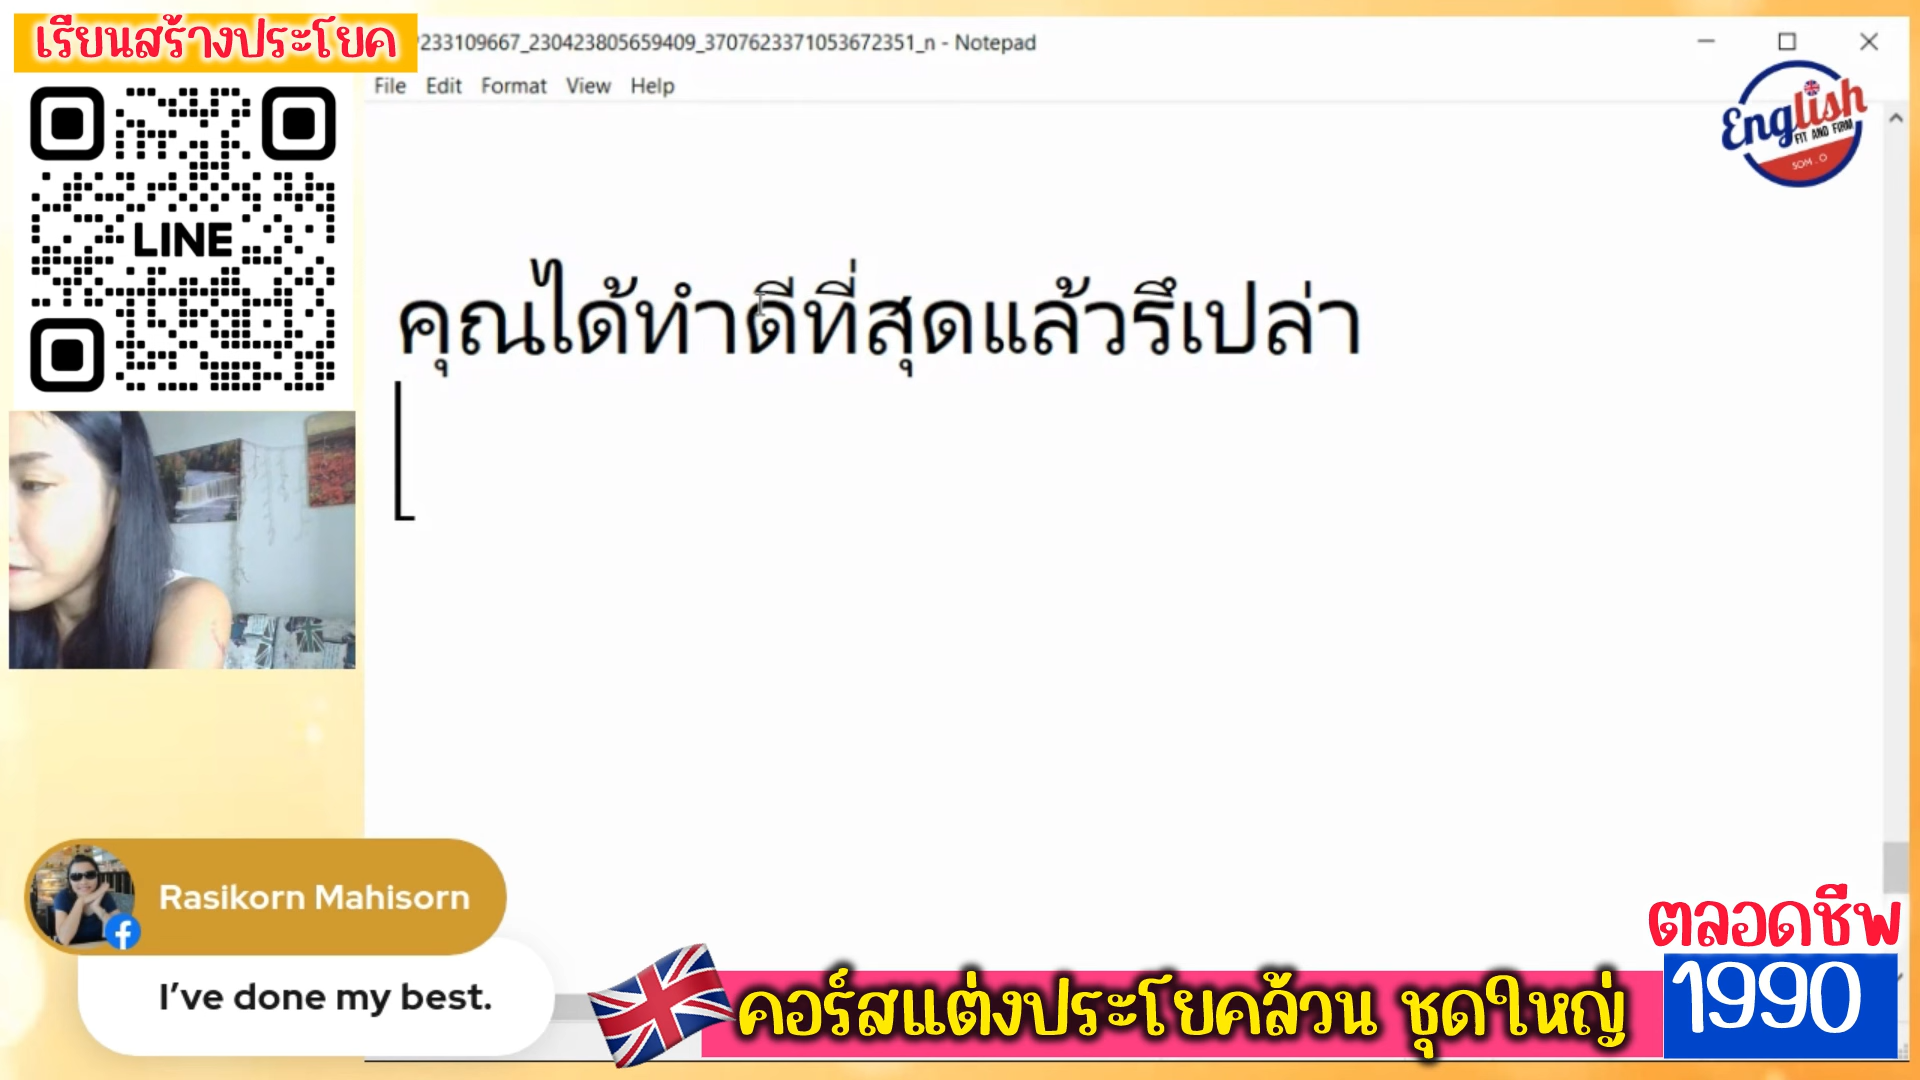 เรียนสร้างประโยค
233109667_230423805659409_3707623371053672351_n - Notepad
File Edit Format View Help
English
FIT AND FORM
SOM . O
LINE
คุณได้ทำดีที่สุดแล้วรึเปล่า
Rasikorn Mahisorn
I've done my best.
ตลอดชีพ
คอร์สแต่งประโยคล้วน ชุดใหญ่
1990